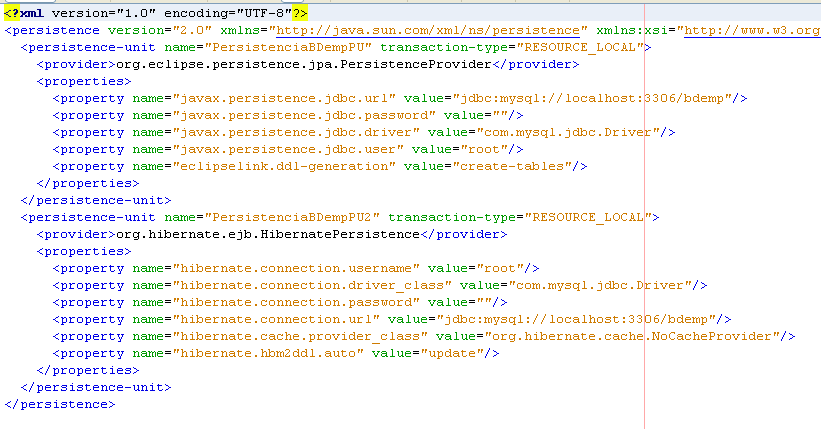 <?xml version="1.0" encoding="UTF-8"?>
<persistence version="2.0" xmlns="http://java.sun.com/xml/ns/persistence" xmlns:xsi="http://www.w3.org
<persistence-unit name="PersistenciaBDempPU" transaction-type="RESOURCE_LOCAL">
<provider>org.eclipse.persistence.jpa.PersistenceProvider</provider>
<properties>
<property name="javax.persistence.jdbc.url" value="jdbc:mysql://localhost:3306/bdemp"/>
<property name="javax.persistence.jdbc.password" value=""/>
<property name="javax.persistence.jdbc.driver" value="com.mysql.jdbc.Driver"/>
<property name="javax.persistence.jdbc.user" value="root"/>
<property name="eclipselink.ddl-generation" value="create-tables"/>
</properties>
</persistence-unit>
<persistence-unit name="PersistenciaBDempPU2" transaction-type="RESOURCE_LOCAL">
<provider>org.hibernate.ejb.HibernatePersistence</provider>
<properties>
<property name="hibernate.connection.username" value="root"/>
<property name="hibernate.connection.driver_class" value="com.mysql.jdbc.Driver"/>
<property name="hibernate.connection.password" value=""/>
<property name="hibernate.connection.url" value="jdbc:mysql://localhost:3306/bdemp"/>
<property name="hibernate.cache.provider_class" value="org.hibernate.cache.NoCacheProvider"/>
<property name="hibernate.hbm2ddl.auto" value="update"/>
</properties>
</persistence-unit>
</persistence>